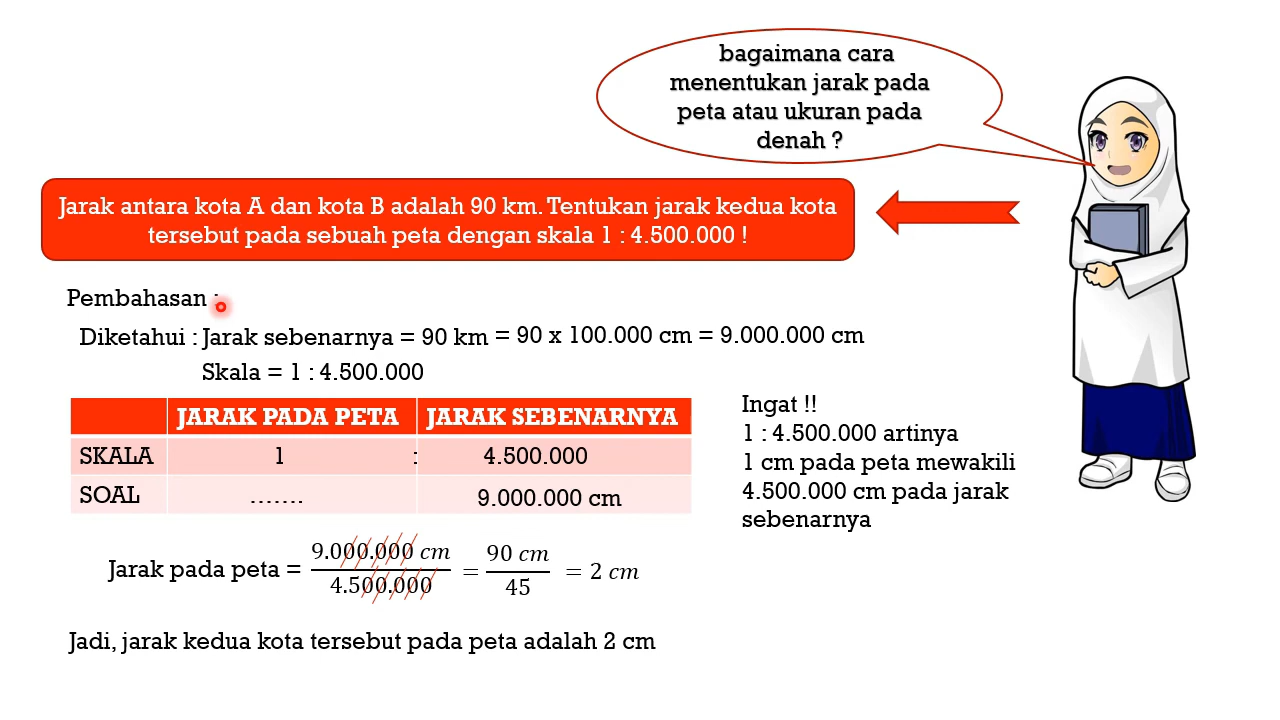 bagaimana cara
menentukan jarak pada
peta atau ukuran pada
denah ?
Jarak antara kota A dan kota B adalah 90 km. Tentukan jarak kedua kota
tersebut pada sebuah peta dengan skala 1 : 4.500.000 !
Pembahasan :
Diketahui : Jarak sebenarnya = 90 km = 90 x 100.000 cm = 9.000.000 cm
Skala = 1 : 4.500.000
JARAK PADA PETA JARAK SEBENARNYA
SKALA 1 : 4.500.000
SOAL ....... 9.000.000 cm
Ingat !!
1 : 4.500.000 artinya
1 cm pada peta mewakili
4.500.000 cm pada jarak
sebenarnya
Jarak pada peta = 9.000.000 cm / 4.500.000 = 90 cm / 45 = 2 cm
Jadi, jarak kedua kota tersebut pada peta adalah 2 cm